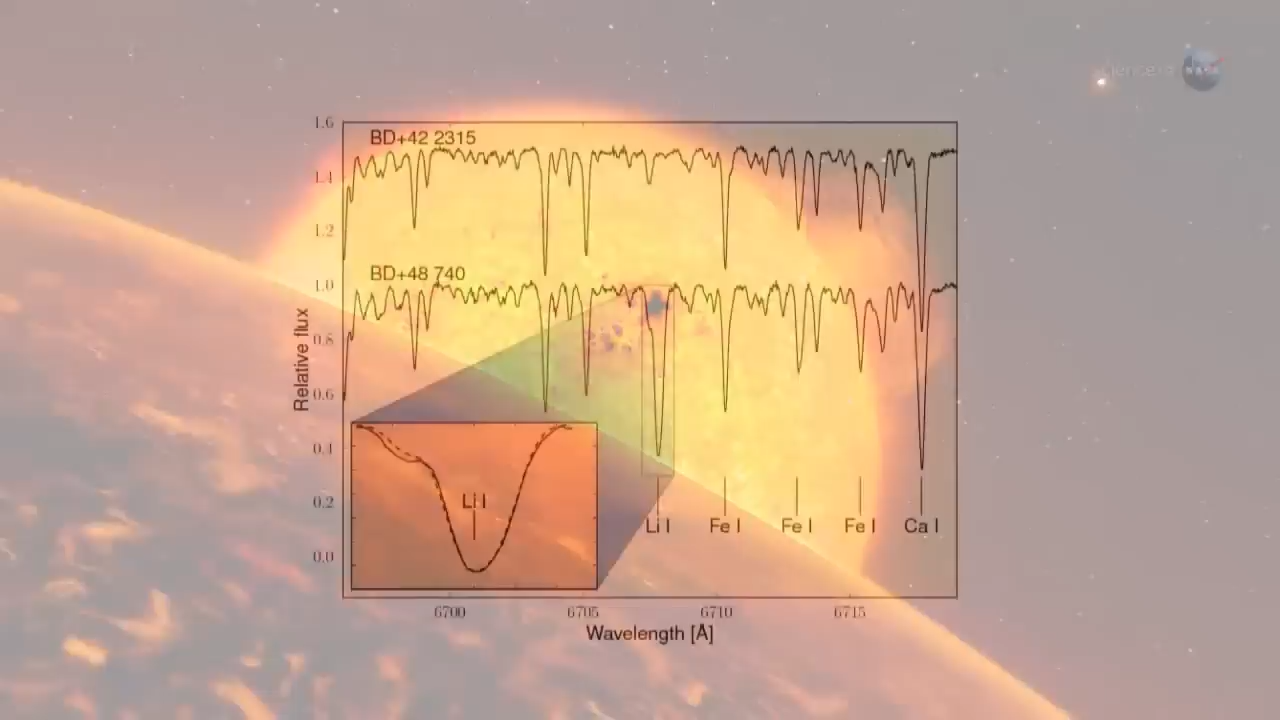 1.6
BD+42 2315
1.4
1.2
BD+48 740
1.0
0.8
0.6
0.4
0.2
0.0
Relative flux
Li I
Li I
Fe I
Fe I
Fe I
Ca I
6700
6705
6710
6715
Wavelength [Å]